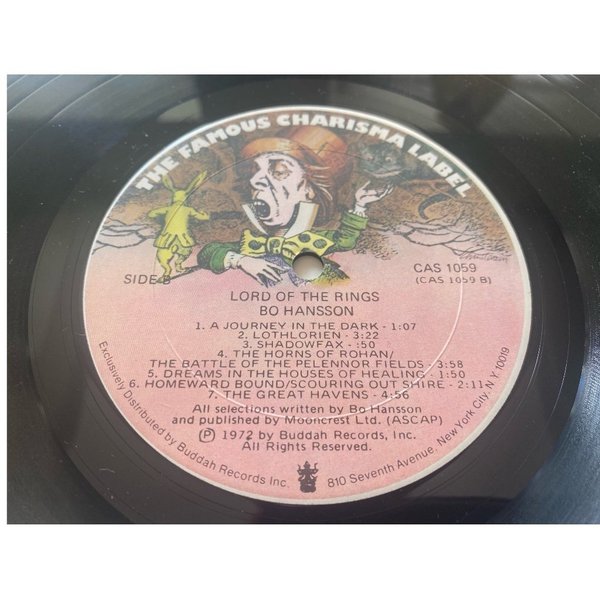 THE FAMOUS CHARISMA LABEL
SIDE B
CAS 1059
(CAS 1059 B)
LORD OF THE RINGS
BO HANSSON
1. A JOURNEY IN THE DARK - 1:07
2. LOTHLORIEN - 3:22
3. SHADOWFAX - :50
4. THE HORNS OF ROHAN/
THE BATTLE OF THE PELENNOR FIELDS - 3:58
5. DREAMS IN THE HOUSES OF HEALING - 1:50
6. HOMEWARD BOUND/SCOURING OUT SHIRE - 2:11
7. THE GREAT HAVENS - 4:56
All selections written by Bo Hansson
and published by Mooncrest Ltd. (ASCAP)
Ⓟ 1972 by Buddah Records, Inc.
All Rights Reserved.
Exclusively Distributed by Buddah Records Inc. 810 Seventh Avenue, New York City, N.Y. 10019